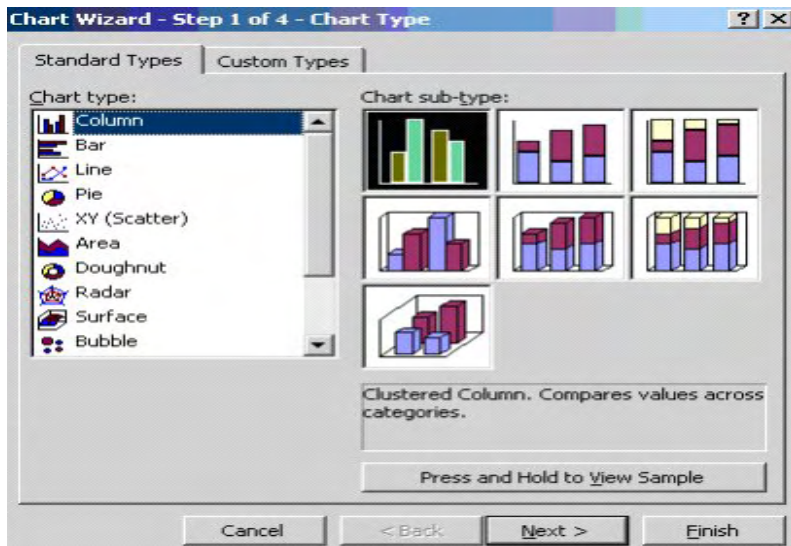 Chart Wizard - Step 1 of 4 - Chart Type
Standard Types
Custom Types
Chart type:
Column
Bar
Line
Pie
XY (Scatter)
Area
Doughnut
Radar
Surface
Bubble
Chart sub-type:
Clustered Column. Compares values across
categories.
Press and Hold to View Sample
Cancel
< Back
Next >
Finish